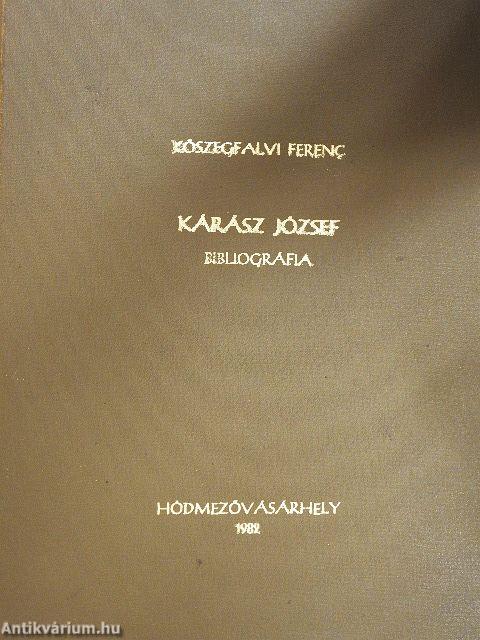 KŐSZEGFALVI FERENC
KÁRÁSZ JÓZSEF
BIBLIOGRÁFIA
HÓDMEZŐVÁSÁRHELY
1982
Antikvárium.hu